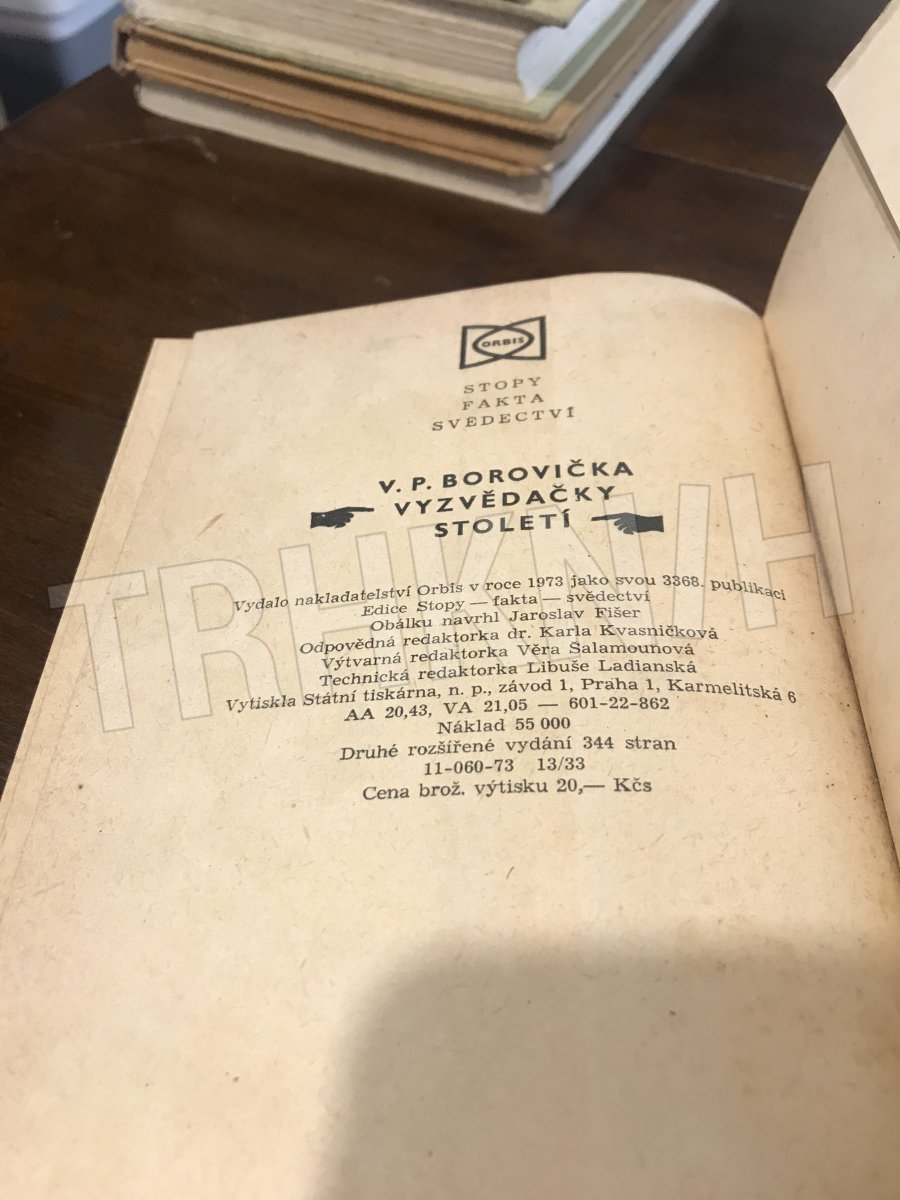 ORBIS
STOPY
FAKTA
SVĚDECTVÍ
V. P. BOROVIČKA
VYZVĚDAČKY
STOLETÍ
Vydalo nakladatelství Orbis v roce 1973 jako svou 3368. publikaci
Edice Stopy — fakta — svědectví
Obálku navrhl Jaroslav Fišer
Odpovědná redaktorka dr. Karla Kvasničková
Výtvarná redaktorka Věra Šalamounová
Technická redaktorka Libuše Ladianská
Vytiskla Státní tiskárna, n. p., závod 1, Praha 1, Karmelitská 6
AA 20,43, VA 21,05 — 601-22-862
Náklad 55 000
Druhé rozšířené vydání 344 stran
11-060-73 13/33
Cena brož. výtisku 20,— Kčs
TRHKNIH